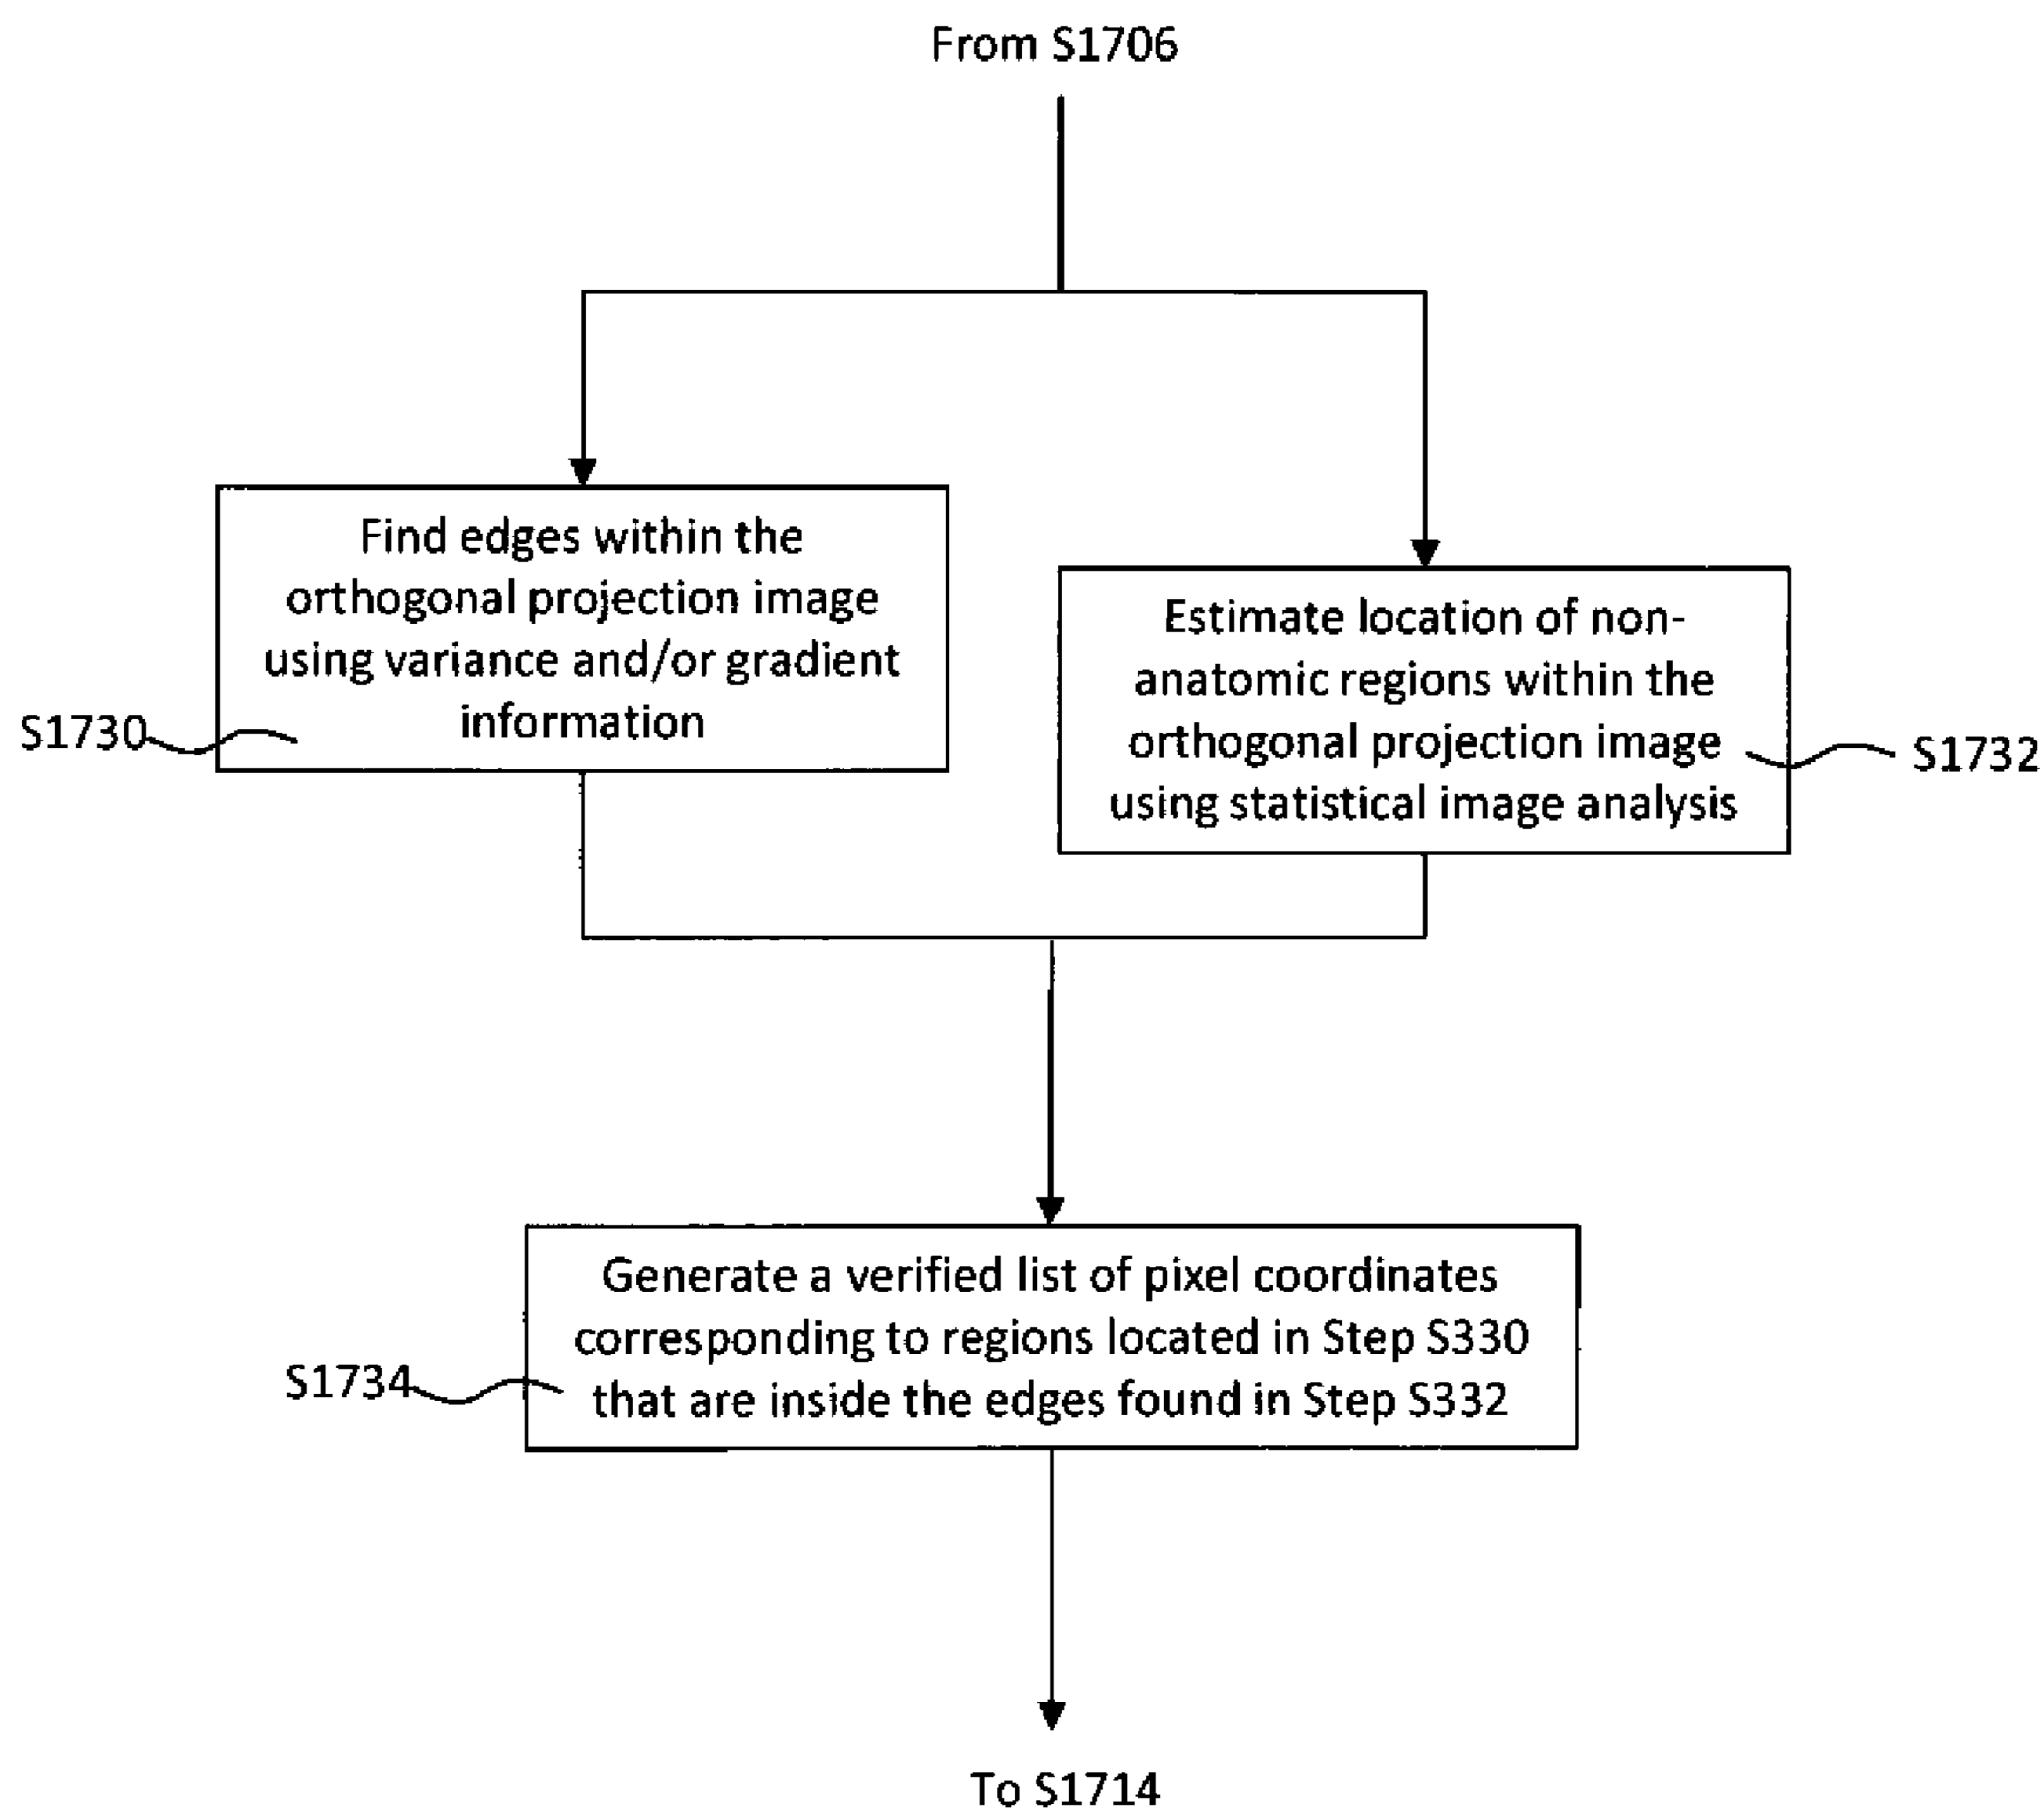 From S1706
Find edges within the
orthogonal projection image
using variance and/or gradient
information
S1730
Estimate location of non-
anatomic regions within the
orthogonal projection image
using statistical image analysis
S1732
Generate a verified list of pixel coordinates
corresponding to regions located in Step S330
that are inside the edges found in Step S332
S1734
To S1714